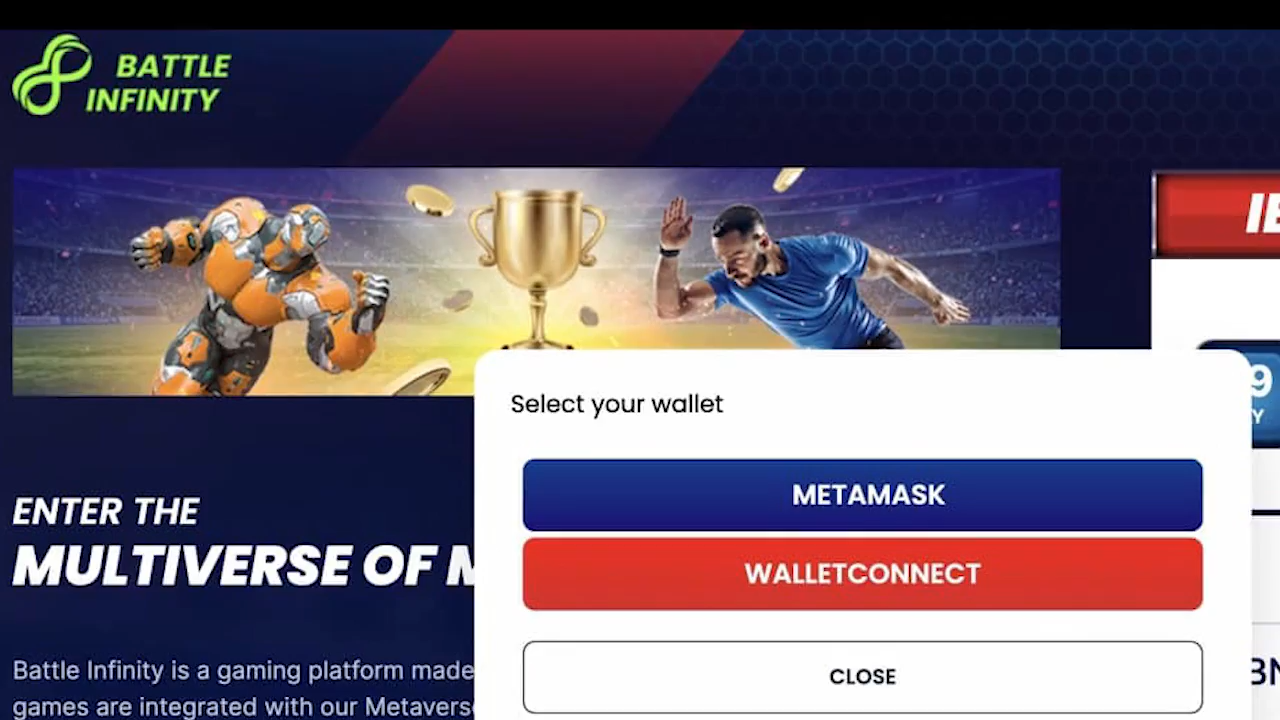 BATTLE
INFINITY
Select your wallet
METAMASK
WALLETCONNECT
CLOSE
ENTER THE
MULTIVERSE OF
Battle Infinity is a gaming platform made
games are integrated with our Metaverse